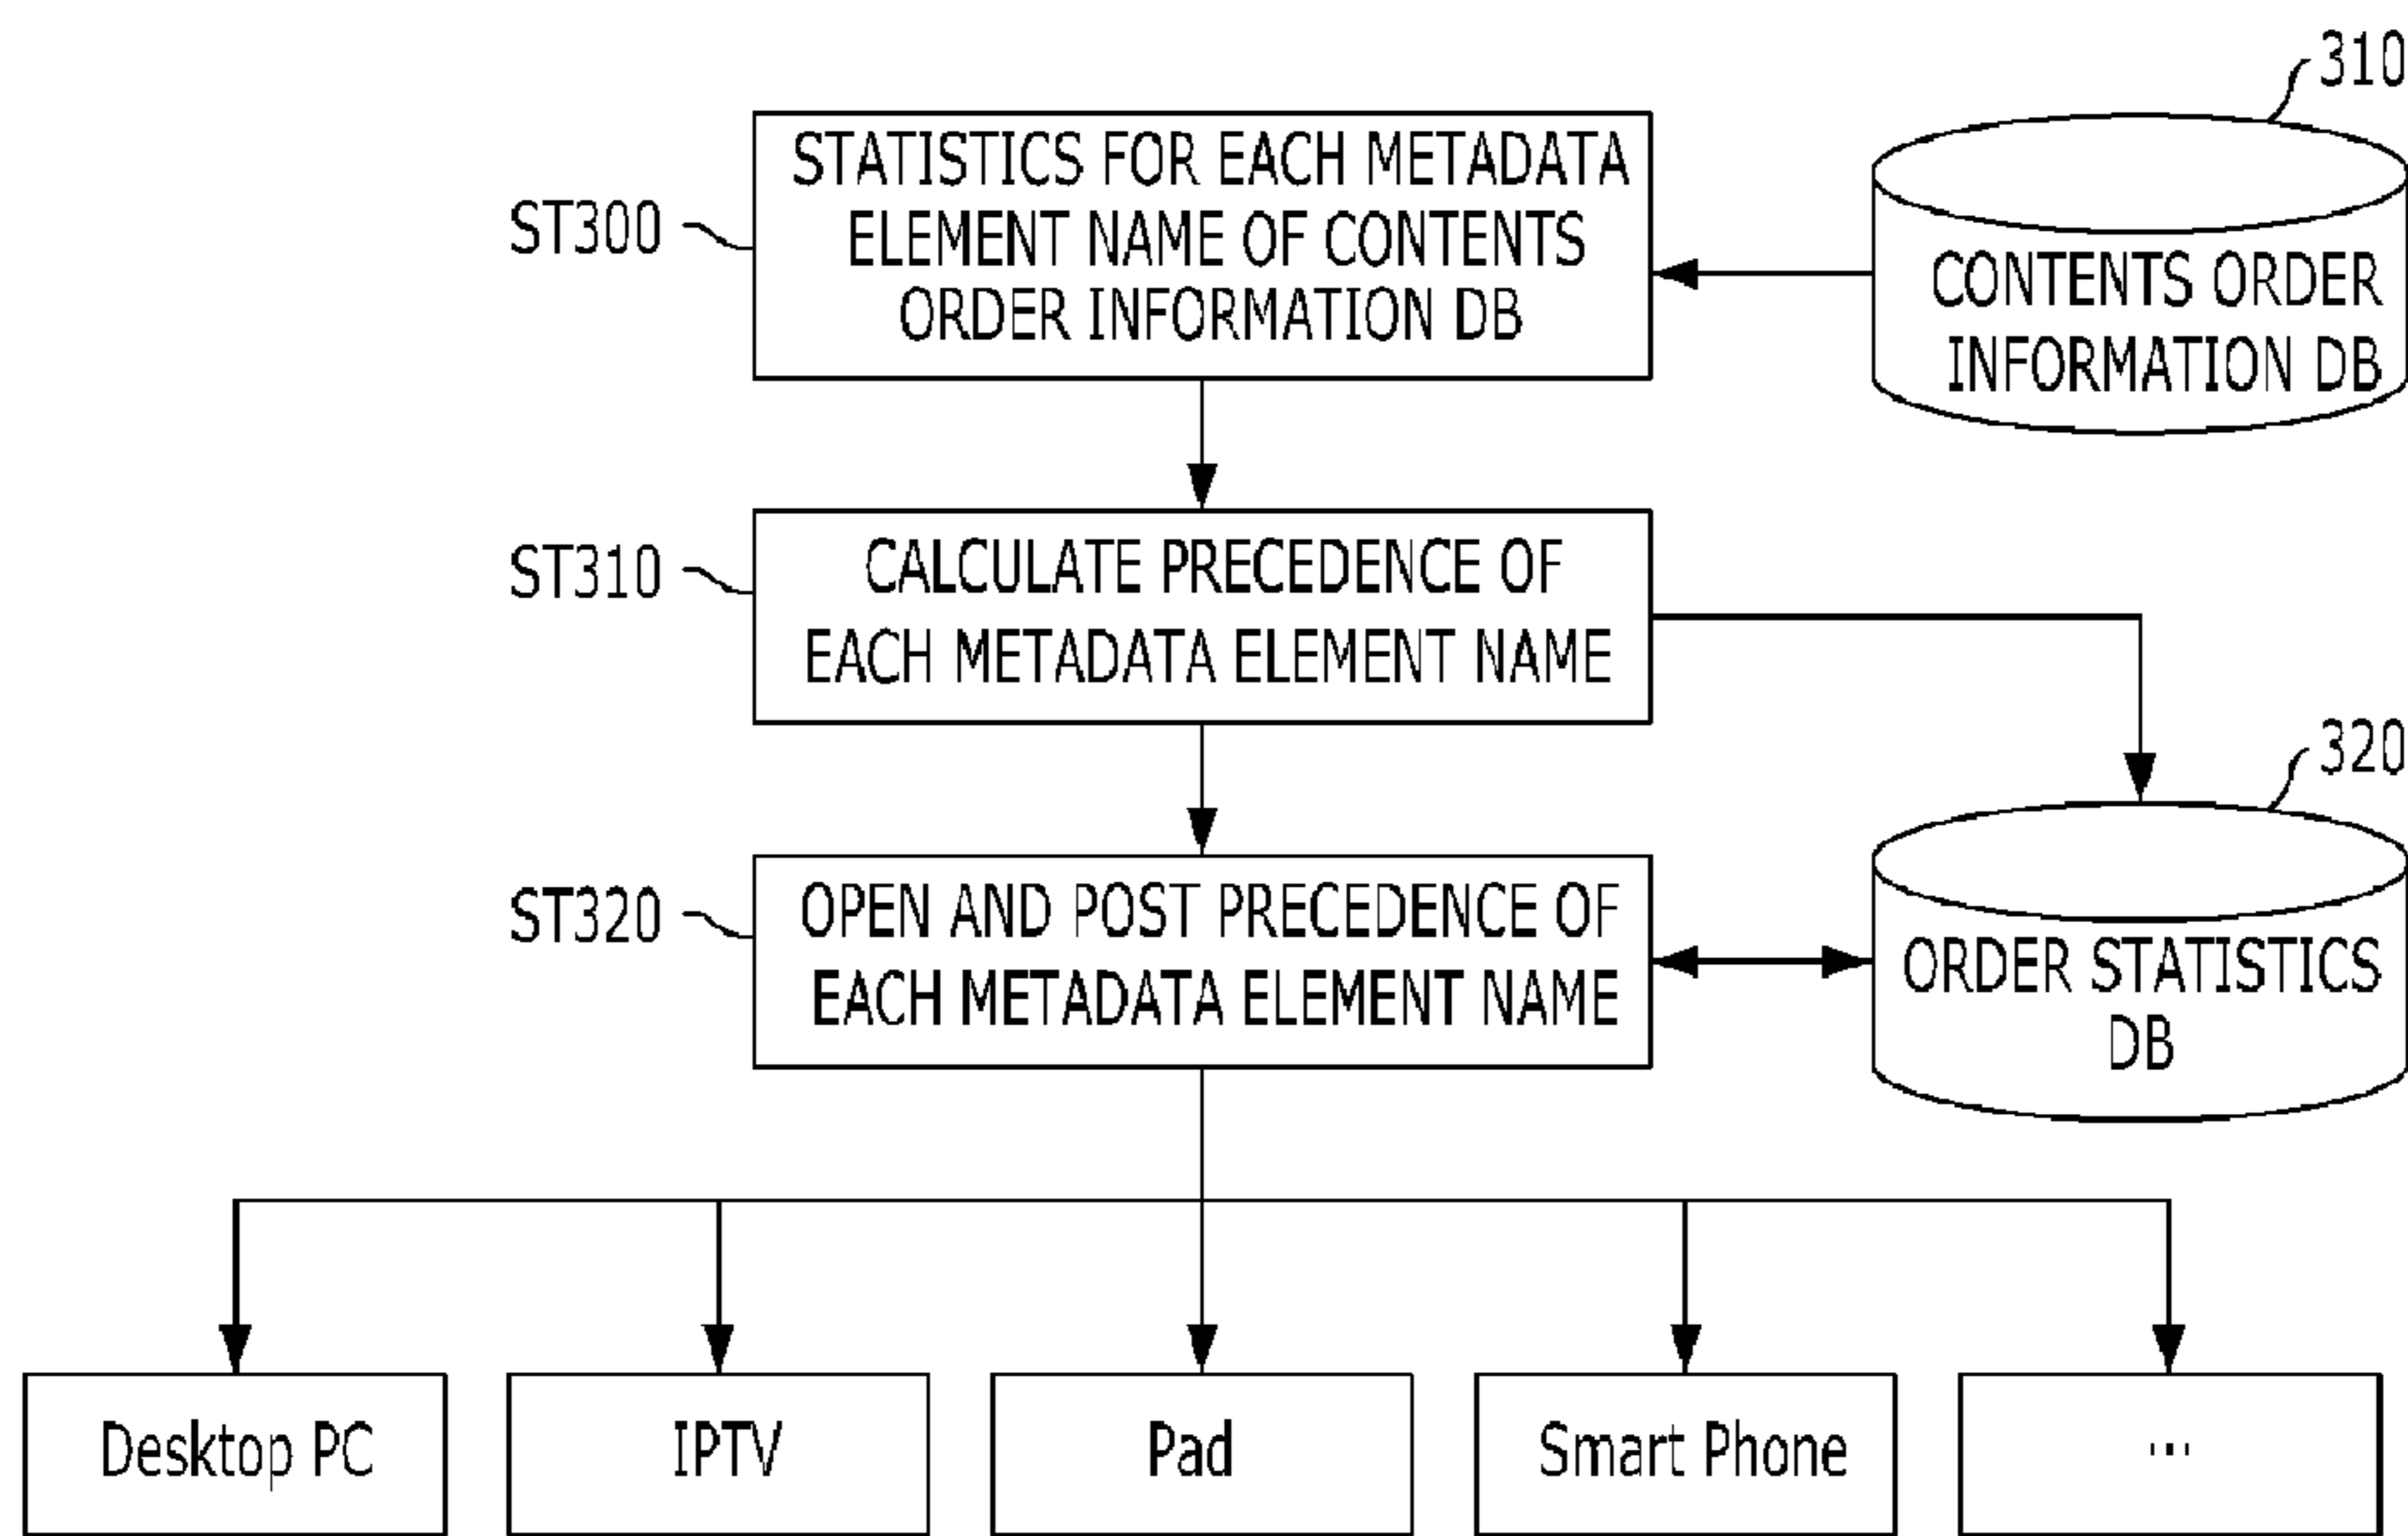 310
STATISTICS FOR EACH METADATA
ELEMENT NAME OF CONTENTS
ORDER INFORMATION DB
ST300
CONTENTS ORDER
INFORMATION DB
ST310
CALCULATE PRECEDENCE OF
EACH METADATA ELEMENT NAME
320
ST320
OPEN AND POST PRECEDENCE OF
EACH METADATA ELEMENT NAME
ORDER STATISTICS
DB
Desktop PC
IPTV
Pad
Smart Phone
...